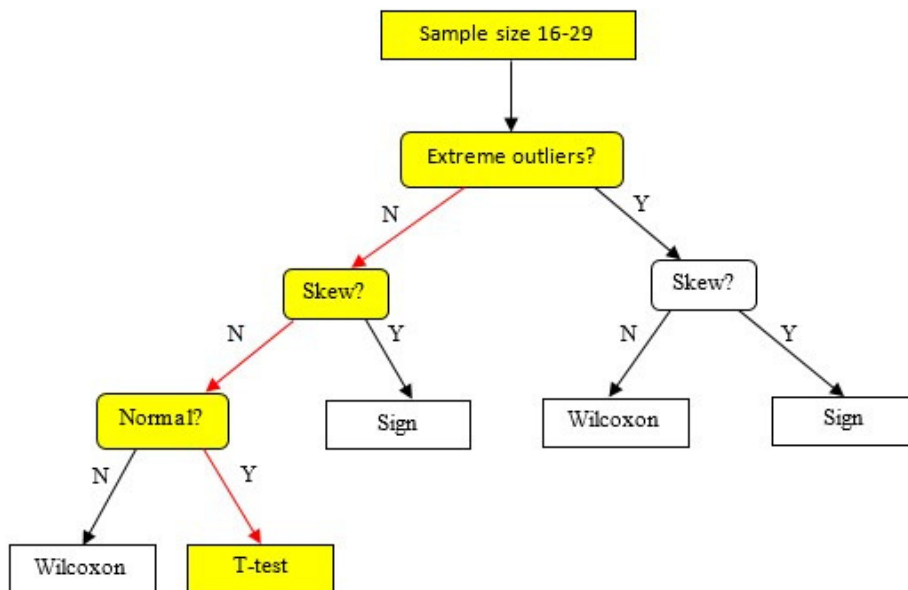 Sample size 16-29
Extreme outliers?
N
Y
Skew?
Skew?
N
Y
N
Y
Normal?
Sign
Wilcoxon
Sign
N
Y
Wilcoxon
T-test